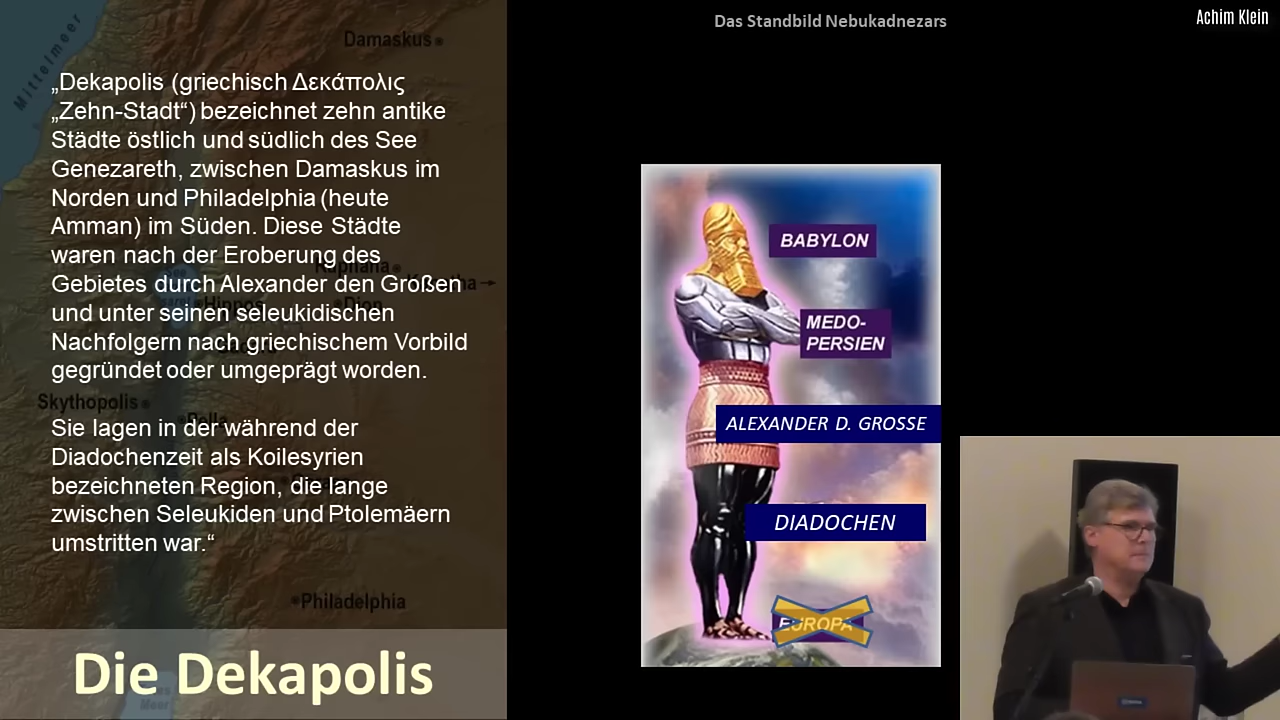 Das Standbild Nebukadnezars
Achim Klein
Mittelmeer
Damaskus
„Dekapolis (griechisch Δεκάπολις
„Zehn-Stadt“) bezeichnet zehn antike
Städte östlich und südlich des See
Genezareth, zwischen Damaskus im
Norden und Philadelphia (heute
Amman) im Süden. Diese Städte
waren nach der Eroberung des
Gebietes durch Alexander den Großen
und unter seinen seleukidischen
Nachfolgern nach griechischem Vorbild
gegründet oder umgeprägt worden.
Hippos
Dion
Skythopolis
Pella
Sie lagen in der während der
Diadochenzeit als Koilesyrien
bezeichneten Region, die lange
zwischen Seleukiden und Ptolemäern
umstritten war.“
Philadelphia
Die Dekapolis
Meer
BABYLON
MEDO-
PERSIEN
ALEXANDER D. GROSSE
DIADOCHEN
EUROPA